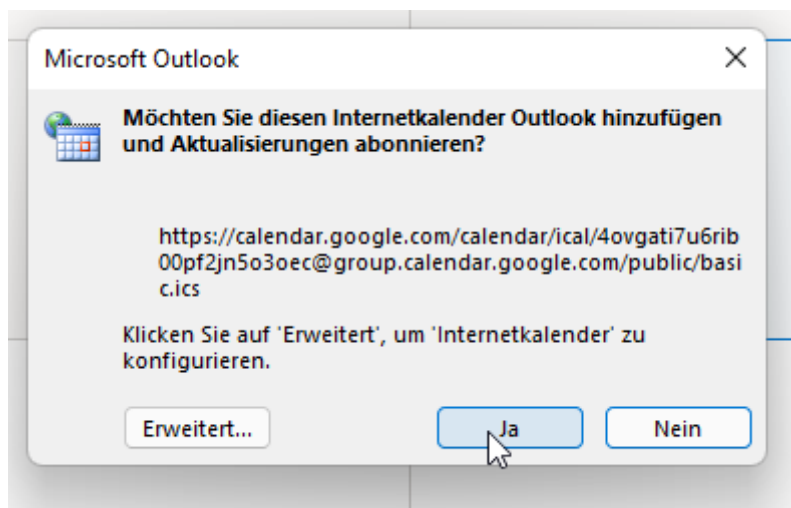 Microsoft Outlook
Möchten Sie diesen Internetkalender Outlook hinzufügen
und Aktualisierungen abonnieren?
https://calendar.google.com/calendar/ical/4ovgati7u6rib
00pf2jn5o3oec@group.calendar.google.com/public/basi
c.ics
Klicken Sie auf 'Erweitert', um 'Internetkalender' zu
konfigurieren.
Erweitert... Ja Nein